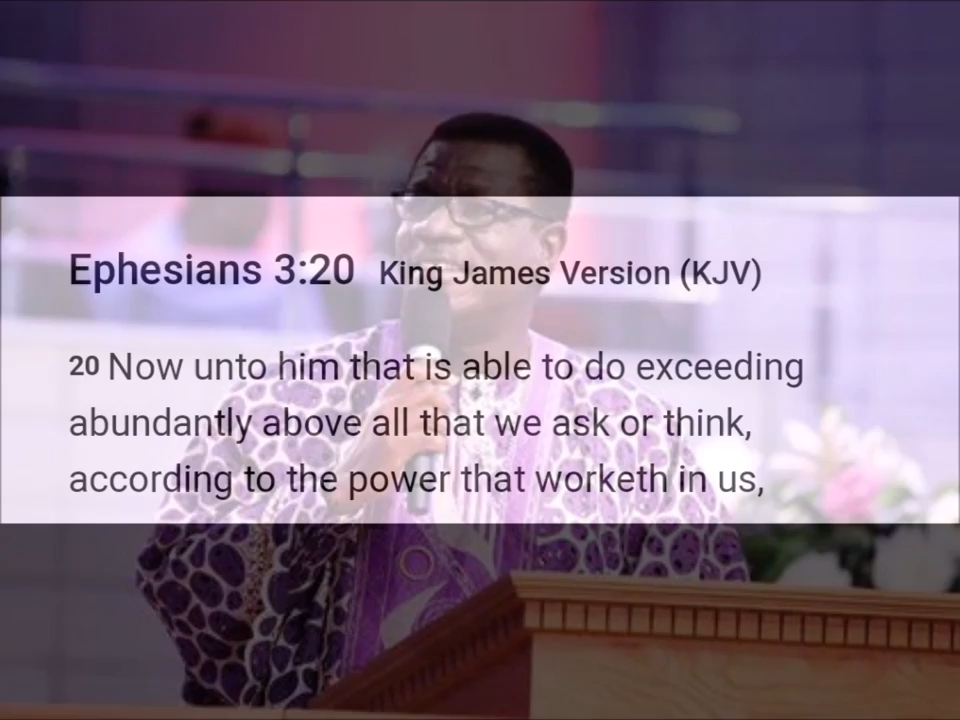 Ephesians 3:20 King James Version (KJV)
20 Now unto him that is able to do exceeding
abundantly above all that we ask or think,
according to the power that worketh in us,